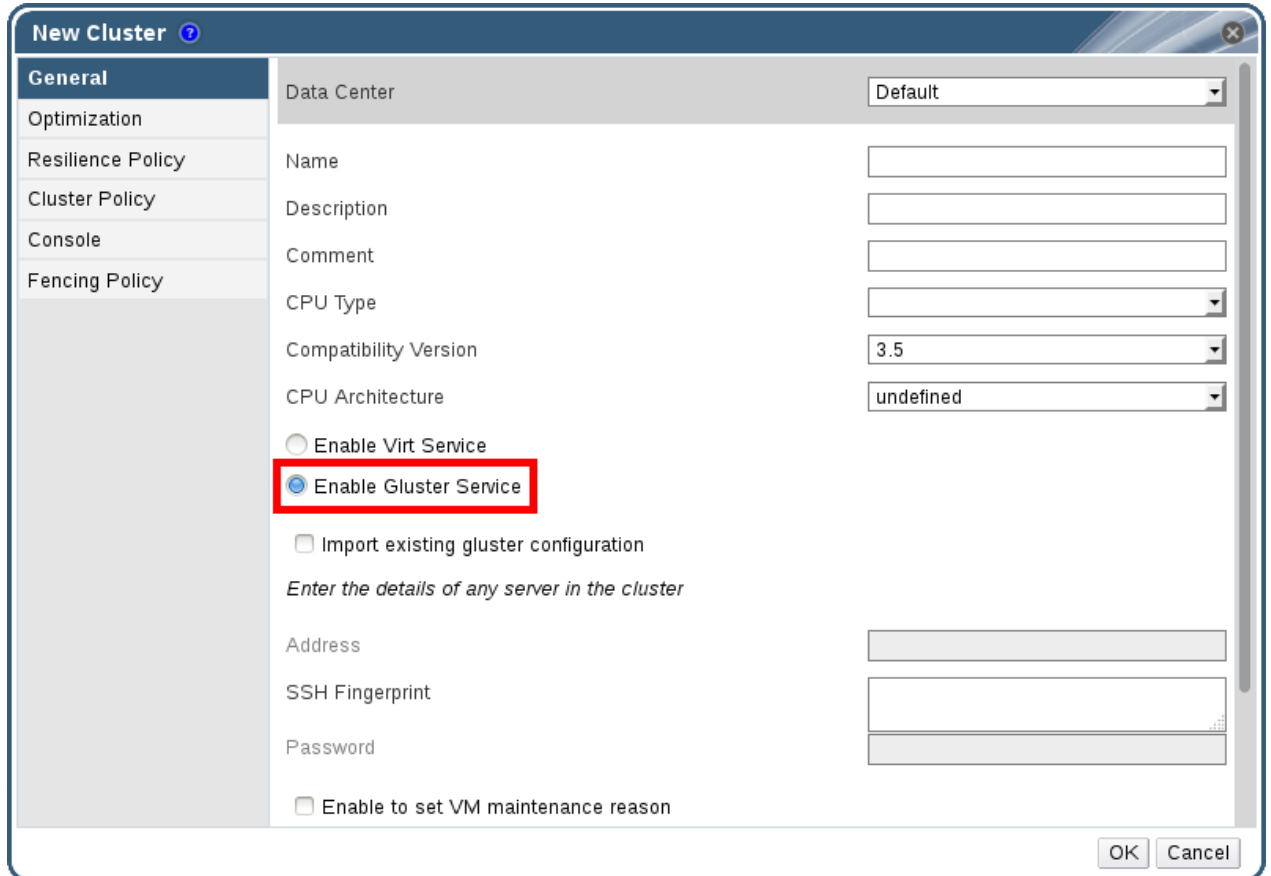 New Cluster ?
General
Optimization
Resilience Policy
Cluster Policy
Console
Fencing Policy
Data Center Default
Name
Description
Comment
CPU Type
Compatibility Version 3.5
CPU Architecture undefined
Enable Virt Service
Enable Gluster Service
Import existing gluster configuration
Enter the details of any server in the cluster
Address
SSH Fingerprint
Password
Enable to set VM maintenance reason
OK Cancel